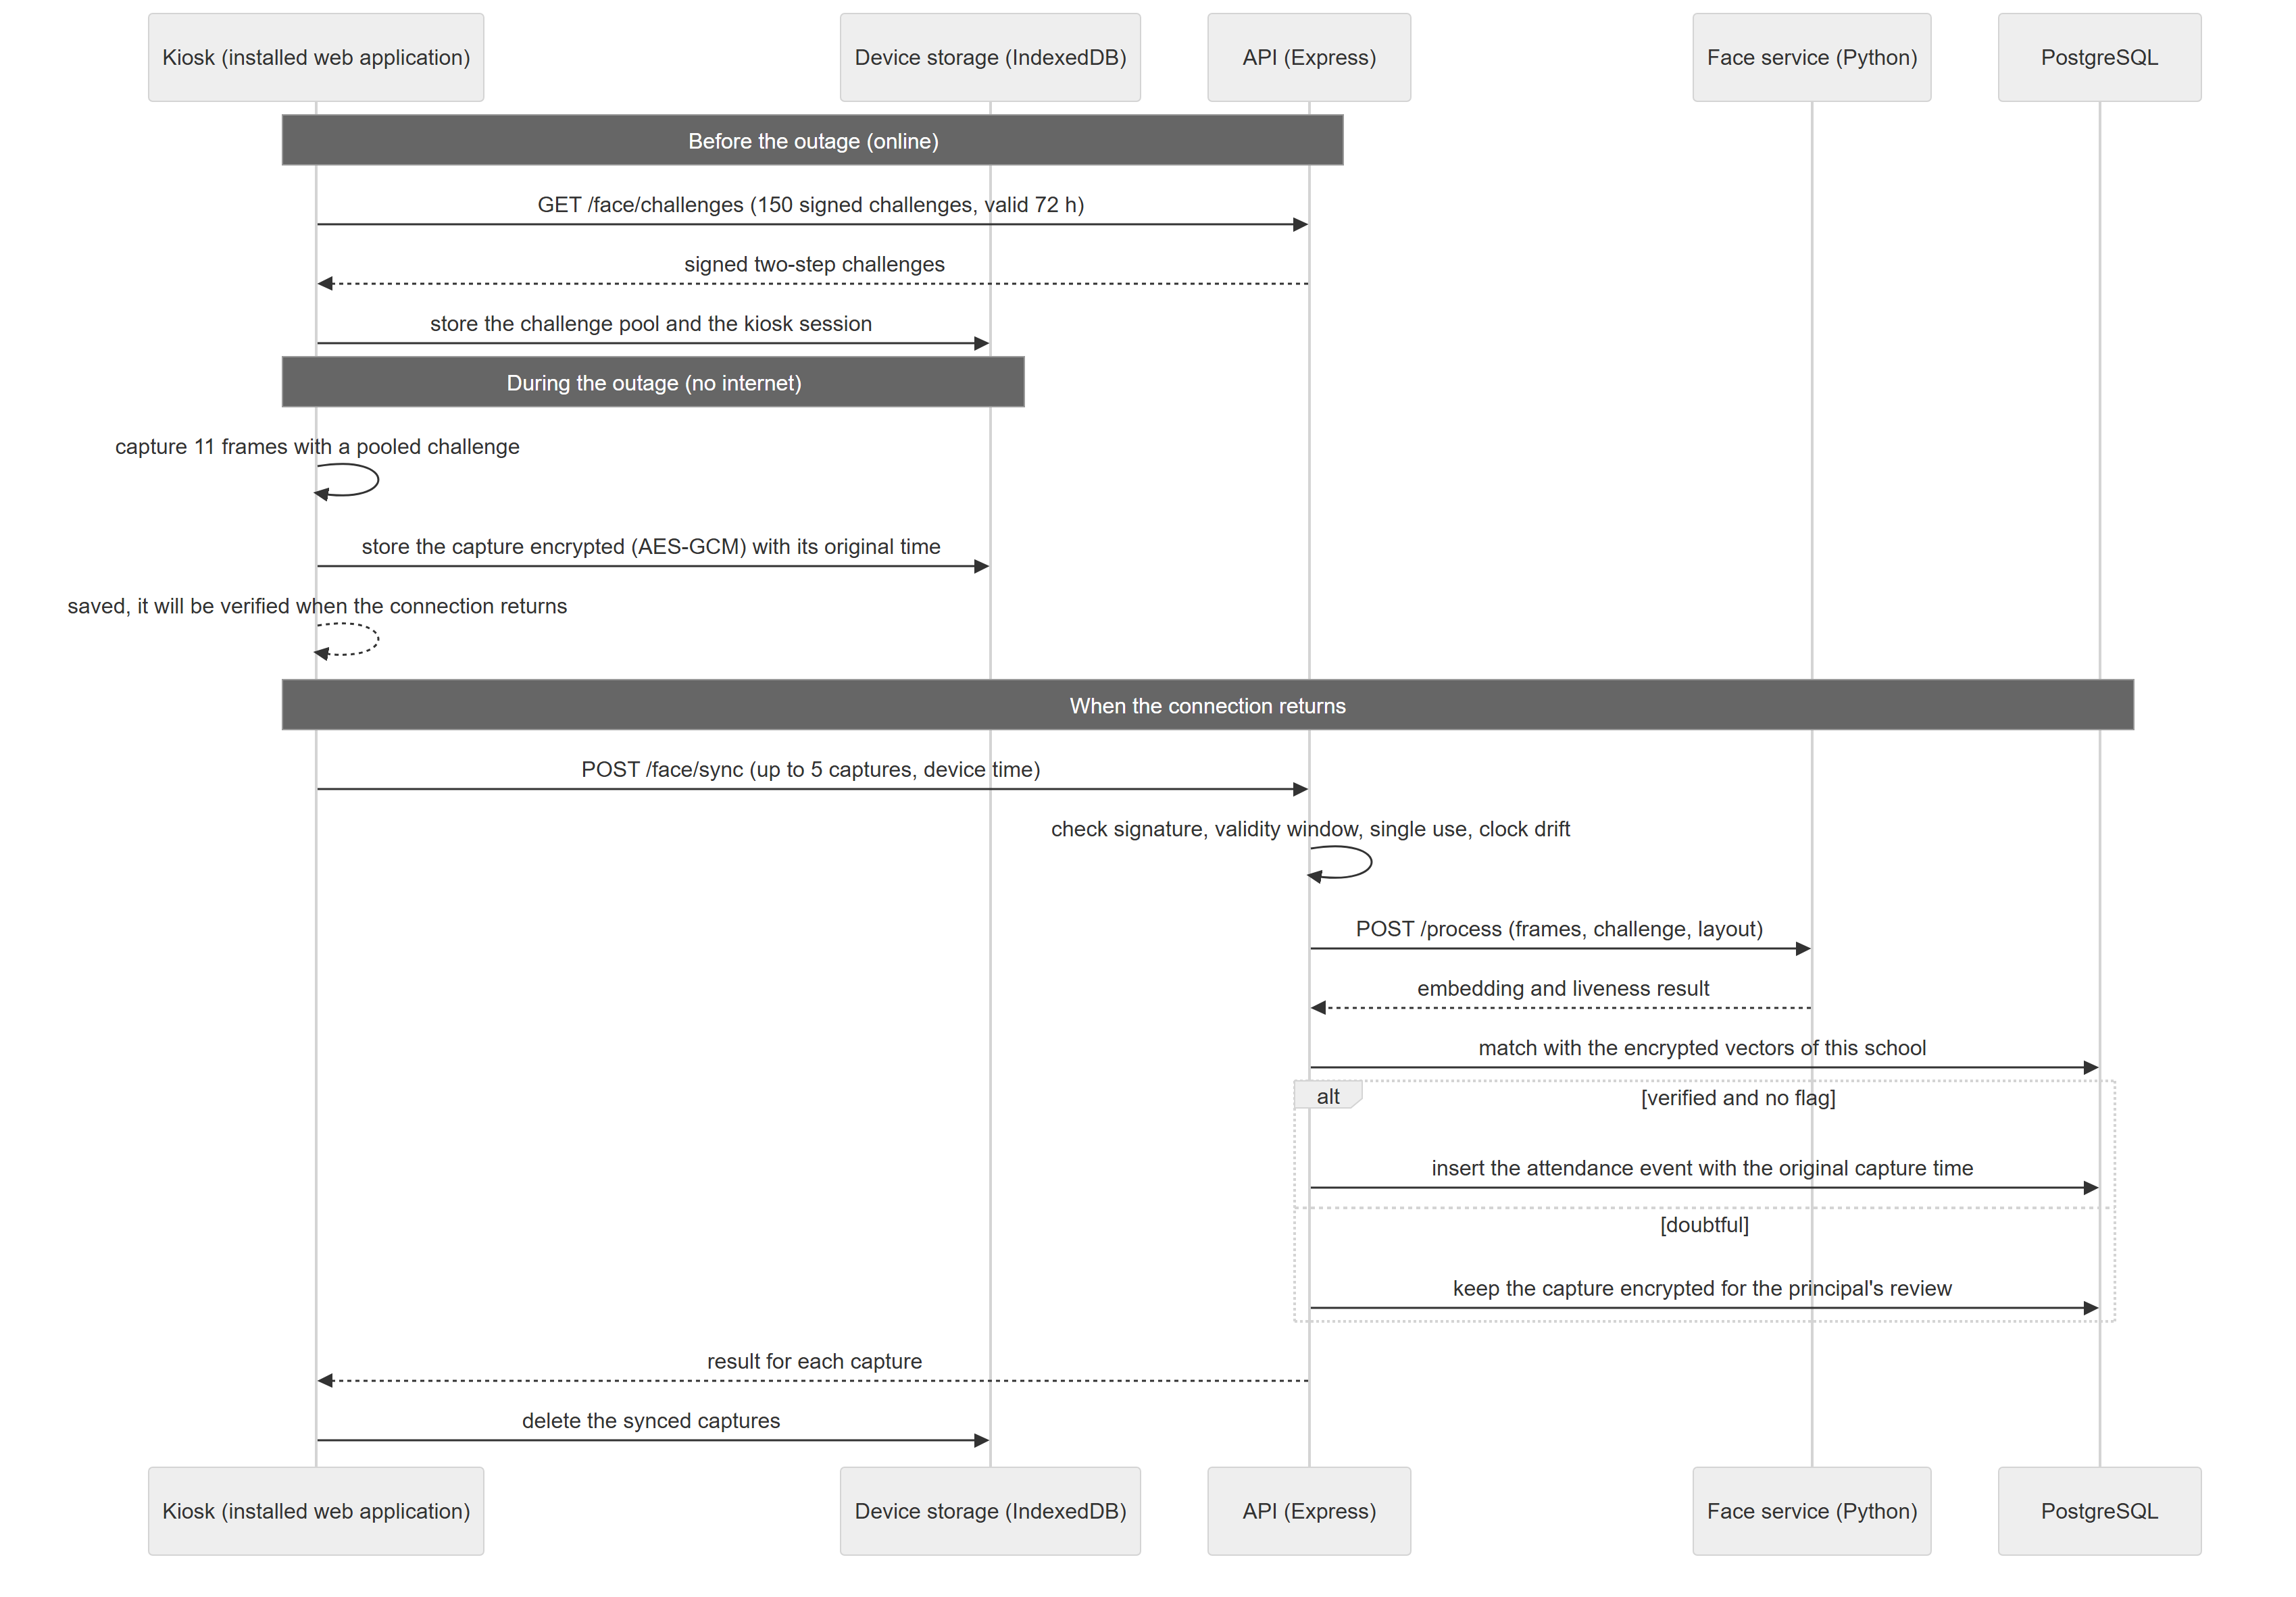 Kiosk (installed web application)
Device storage (IndexedDB)
API (Express)
Face service (Python)
PostgreSQL
Before the outage (online)
GET /face/challenges (150 signed challenges, valid 72 h)
signed two-step challenges
store the challenge pool and the kiosk session
During the outage (no internet)
capture 11 frames with a pooled challenge
store the capture encrypted (AES-GCM) with its original time
saved, it will be verified when the connection returns
When the connection returns
POST /face/sync (up to 5 captures, device time)
check signature, validity window, single use, clock drift
POST /process (frames, challenge, layout)
embedding and liveness result
match with the encrypted vectors of this school
alt
[verified and no flag]
insert the attendance event with the original capture time
[doubtful]
keep the capture encrypted for the principal's review
result for each capture
delete the synced captures
Kiosk (installed web application)
Device storage (IndexedDB)
API (Express)
Face service (Python)
PostgreSQL